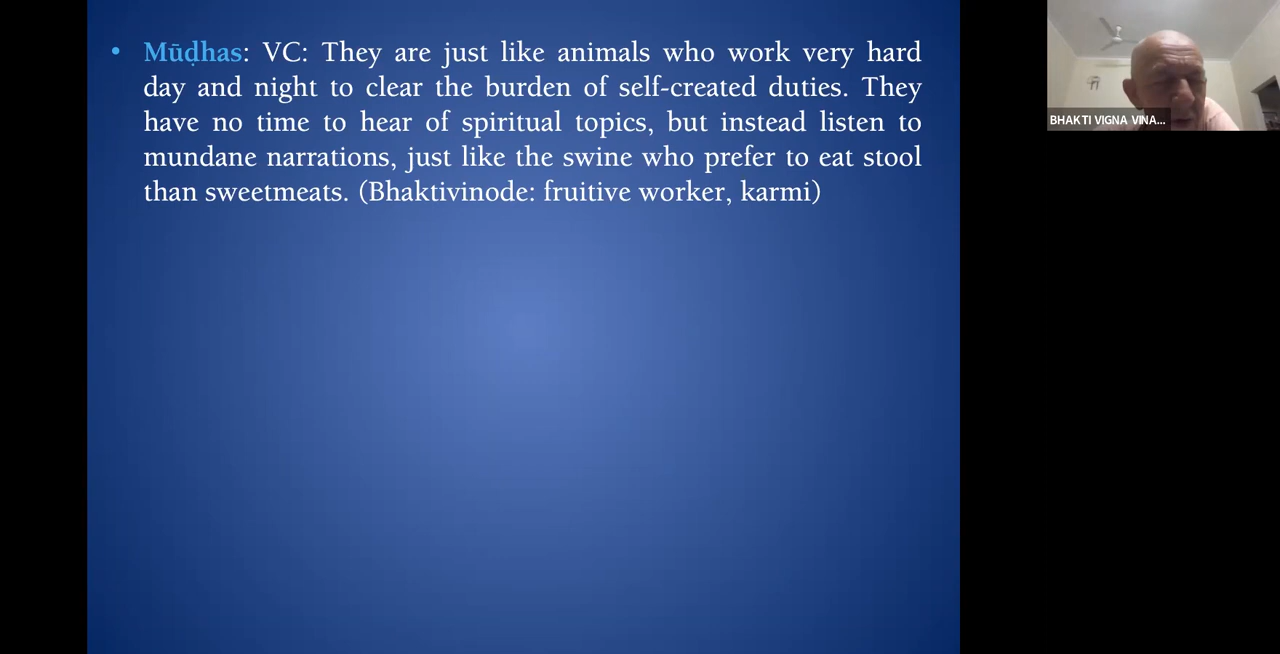 • Mūḍhas: VC: They are just like animals who work very hard
day and night to clear the burden of self-created duties. They
have no time to hear of spiritual topics, but instead listen to
mundane narrations, just like the swine who prefer to eat stool
than sweetmeats. (Bhaktivinode: fruitive worker, karmi)
BHAKTI VIGNA VINA...